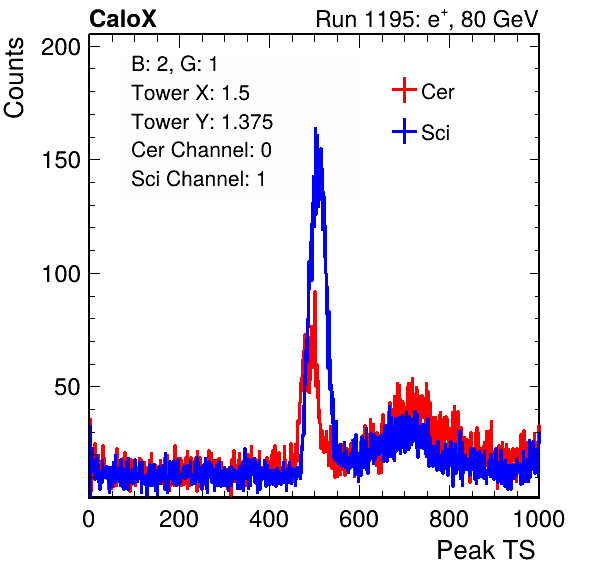 CaloX
Run 1195: e+, 80 GeV
Counts
200
150
100
50
B: 2, G: 1
Tower X: 1.5
Tower Y: 1.375
Cer Channel: 0
Sci Channel: 1
Cer
Sci
0 200 400 600 800 1000
Peak TS